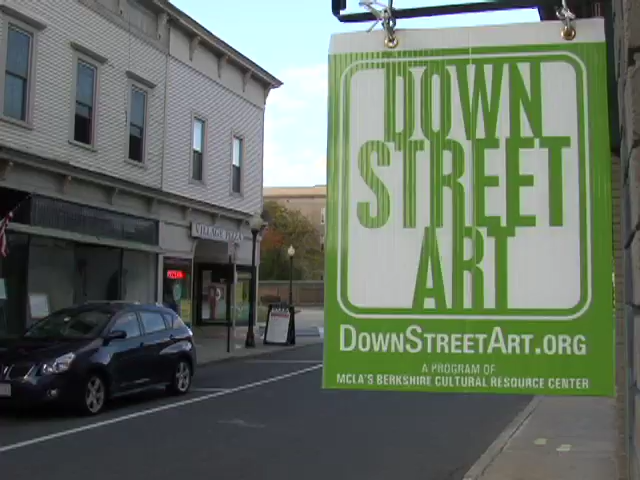 DOWN
STREET
ART
DOWNSTREETART.ORG
A PROGRAM OF
MCLA'S BERKSHIRE CULTURAL RESOURCE CENTER
VILLAGE PIZZA